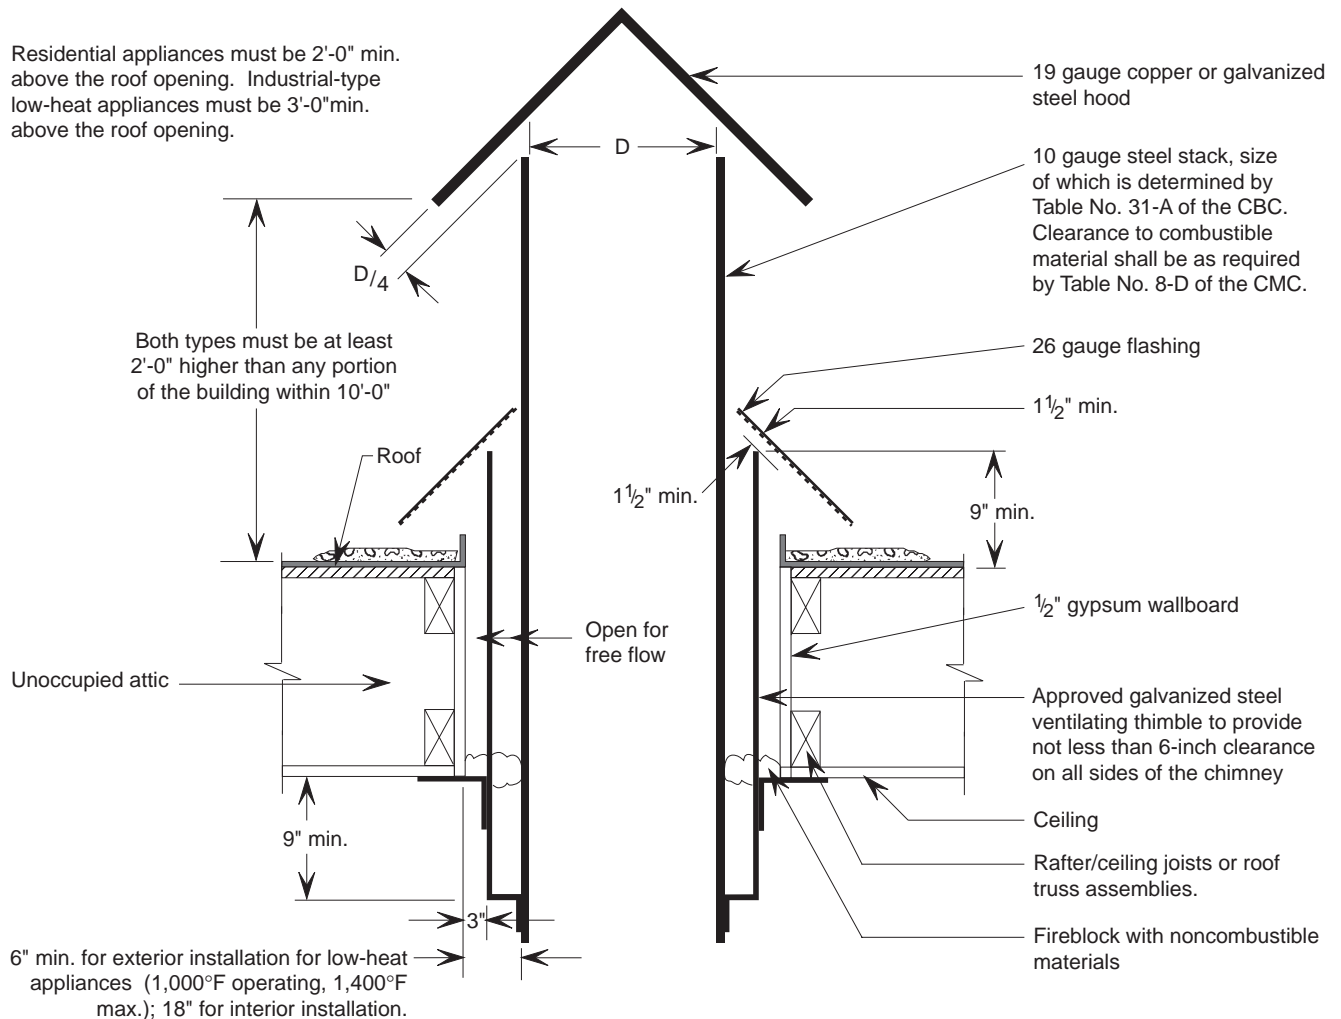 Residential appliances must be 2'-0" min.
above the roof opening.  Industrial-type
low-heat appliances must be 3'-0"min.
above the roof opening.
19 gauge copper or galvanized
steel hood
D
10 gauge steel stack, size
of which is determined by
Table No. 31-A of the CBC.
Clearance to combustible
material shall be as required
by Table No. 8-D of the CMC.
D/4
Both types must be at least
2'-0" higher than any portion
of the building within 10'-0"
26 gauge flashing
1½" min.
Roof
1½" min.
9" min.
½" gypsum wallboard
Open for
free flow
Unoccupied attic
Approved galvanized steel
ventilating thimble to provide
not less than 6-inch clearance
on all sides of the chimney
Ceiling
9" min.
Rafter/ceiling joists or roof
truss assemblies.
3"
Fireblock with noncombustible
materials
6" min. for exterior installation for low-heat
appliances  (1,000°F operating, 1,400°F
max.); 18" for interior installation.